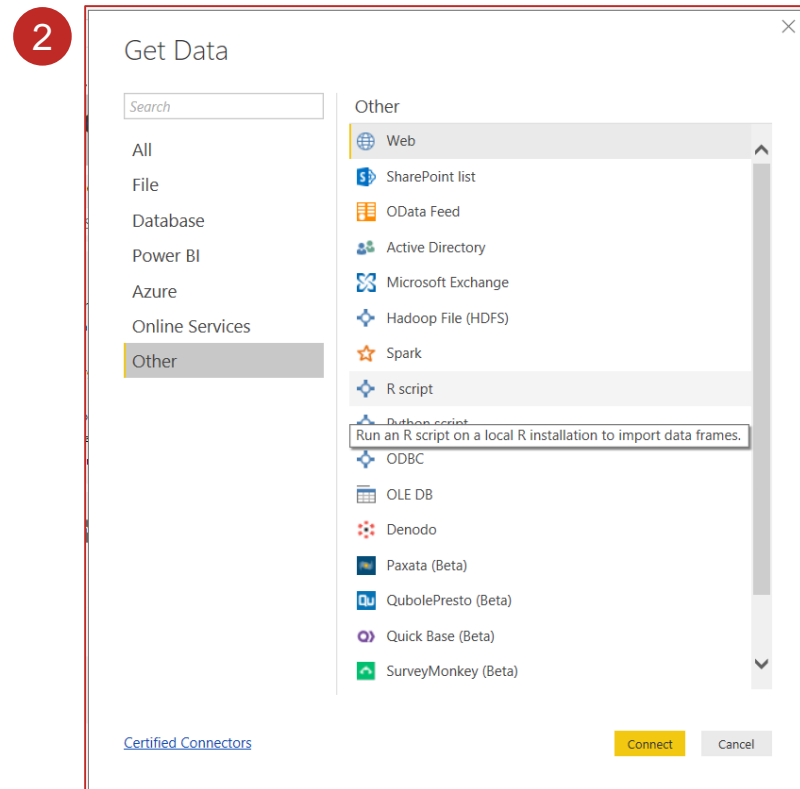 2
Get Data
Search
All
File
Database
Power BI
Azure
Online Services
Other
Other
Web
SharePoint list
OData Feed
Active Directory
Microsoft Exchange
Hadoop File (HDFS)
Spark
R script
Python script
Run an R script on a local R installation to import data frames.
ODBC
OLE DB
Denodo
Paxata (Beta)
QubolePresto (Beta)
Quick Base (Beta)
SurveyMonkey (Beta)
Certified Connectors
Connect
Cancel